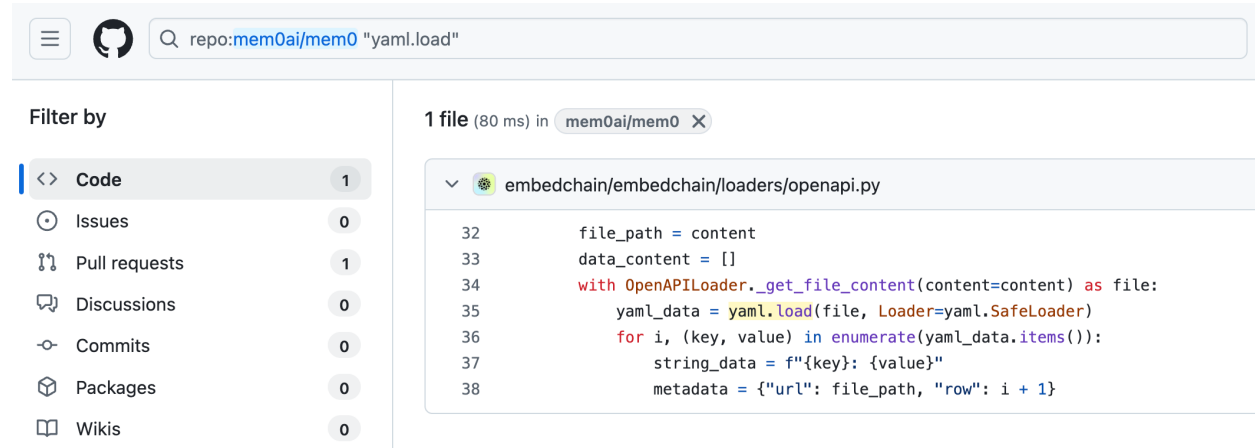 repo:mem0ai/mem0 "yaml.load"
Filter by
Code 1
Issues 0
Pull requests 1
Discussions 0
Commits 0
Packages 0
Wikis 0
1 file (80 ms) in mem0ai/mem0
embedchain/embedchain/loaders/openapi.py
32 file_path = content
33 data_content = []
34 with OpenAPILoader._get_file_content(content=content) as file:
35 yaml_data = yaml.load(file, Loader=yaml.SafeLoader)
36 for i, (key, value) in enumerate(yaml_data.items()):
37 string_data = f"{key}: {value}"
38 metadata = {"url": file_path, "row": i + 1}